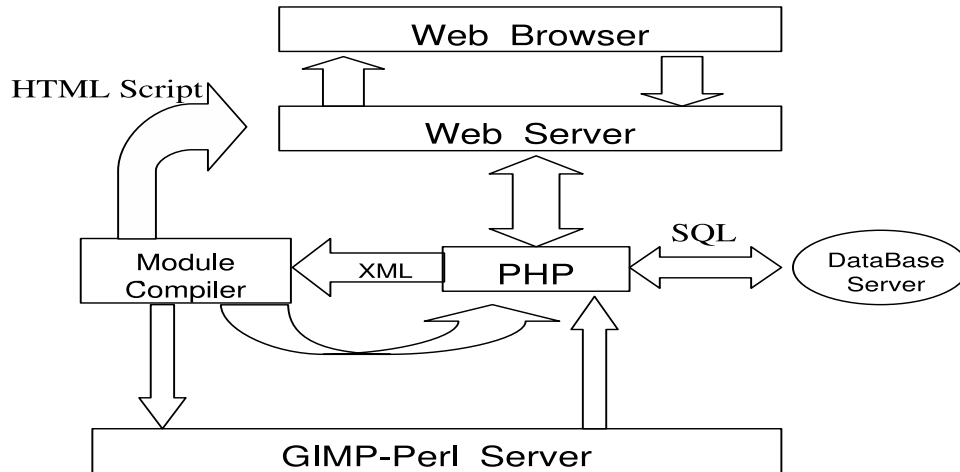 Web Browser
HTML Script
Web Server
SQL
Module
Compiler
XML
PHP
DataBase
Server
GIMP-Perl Server